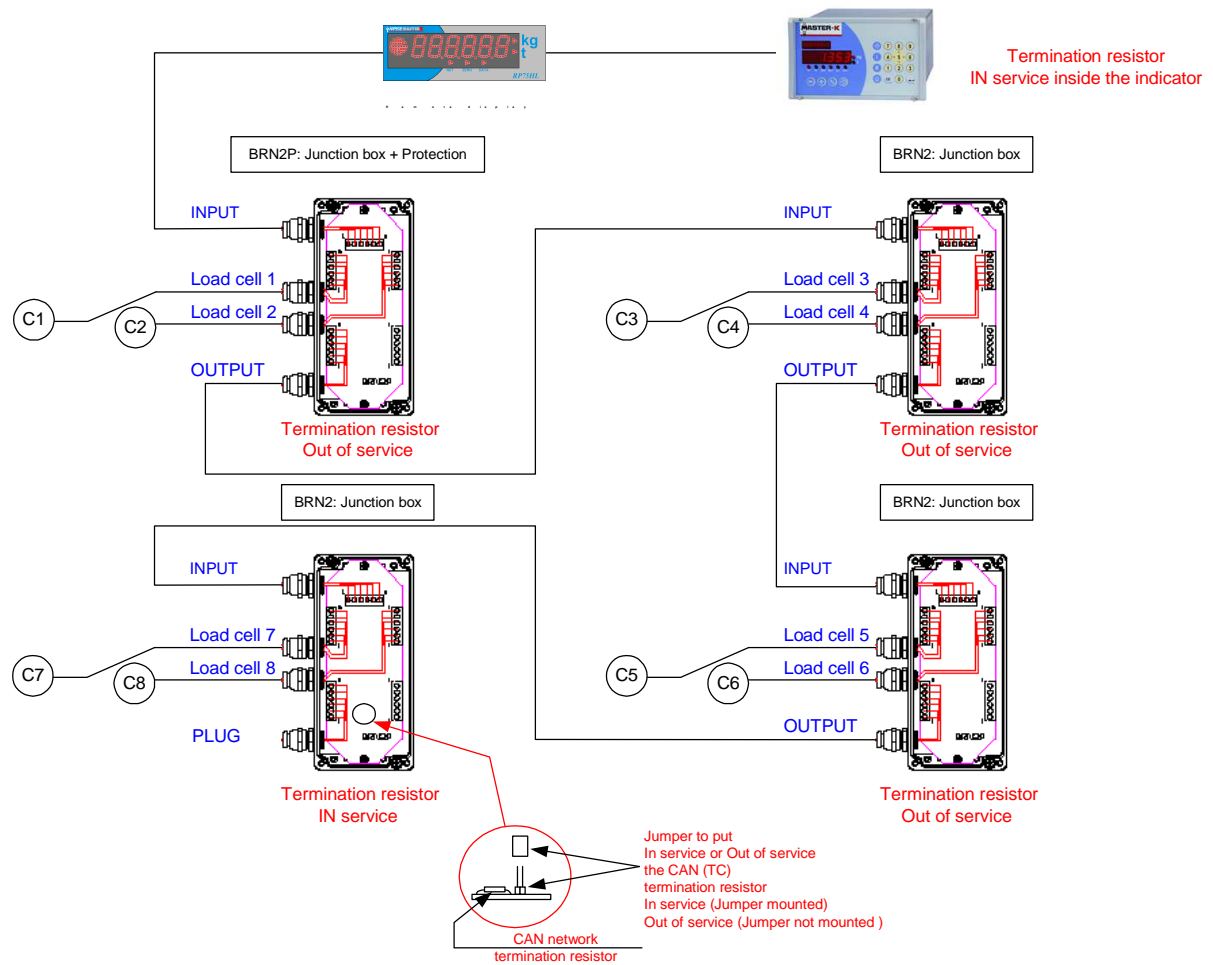 MASTER-K
kg
t
NET ZERO DATA
RP75HL
MASTER-K
Termination resistor
IN service inside the indicator
BRN2P: Junction box + Protection
BRN2: Junction box
INPUT
Load cell 1
Load cell 2
C1
C2
OUTPUT
Termination resistor
Out of service
INPUT
Load cell 3
Load cell 4
C3
C4
OUTPUT
Termination resistor
Out of service
BRN2: Junction box
BRN2: Junction box
INPUT
Load cell 7
Load cell 8
C7
C8
PLUG
Termination resistor
IN service
INPUT
Load cell 5
Load cell 6
C5
C6
OUTPUT
Termination resistor
Out of service
Jumper to put
In service or Out of service
the CAN (TC)
termination resistor
In service (Jumper mounted)
Out of service (Jumper not mounted )
CAN network
termination resistor